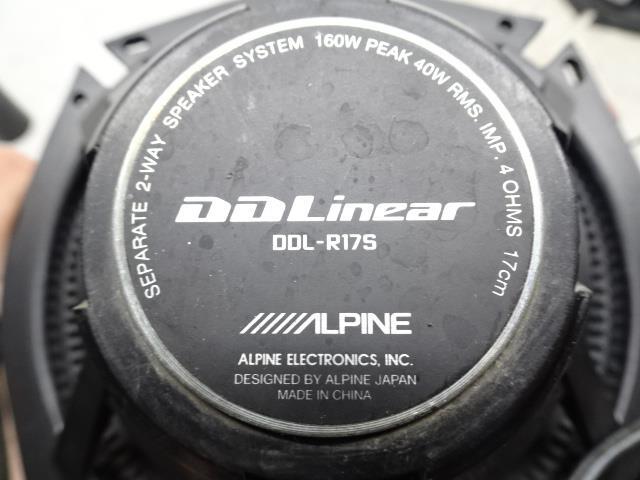 SEPARATE 2-WAY SPEAKER SYSTEM 160W PEAK 40W RMS. IMP. 4 OHMS 17cm
DDLinear
DDL-R17S
ALPINE
ALPINE ELECTRONICS, INC.
DESIGNED BY ALPINE JAPAN
MADE IN CHINA